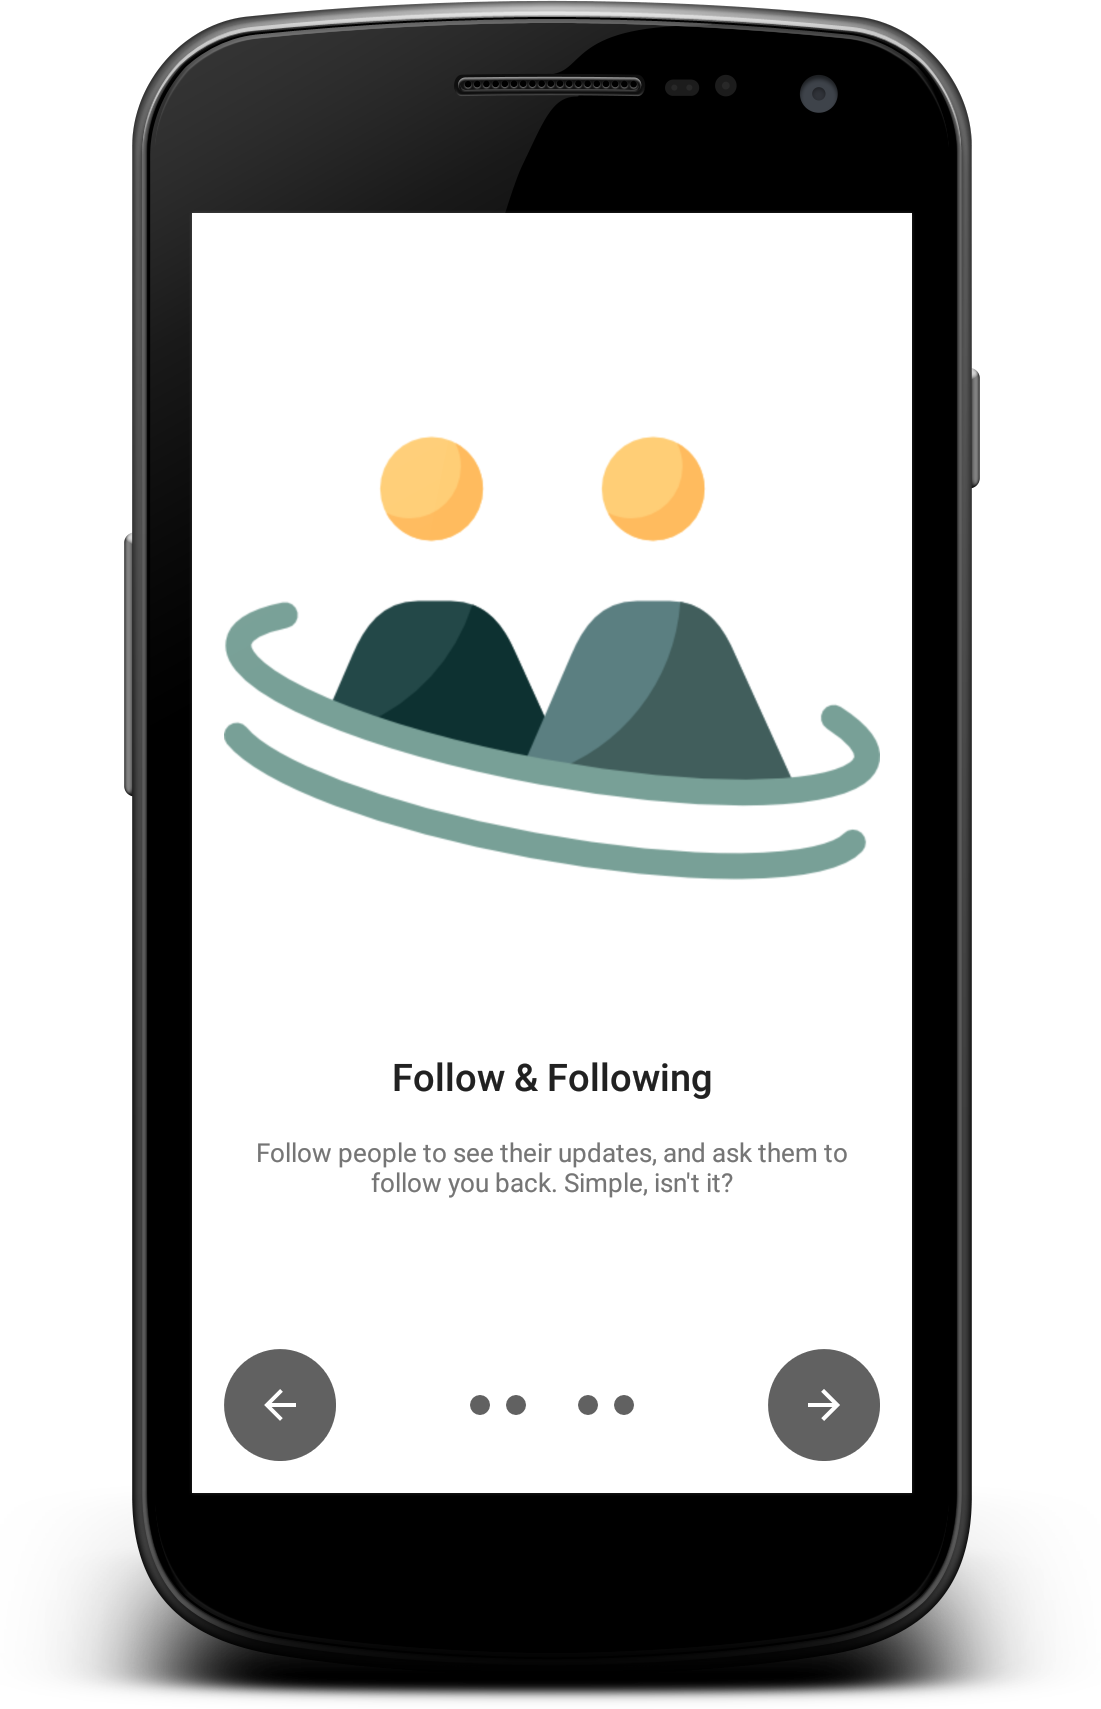 Follow & Following
Follow people to see their updates, and ask them to
follow you back. Simple, isn't it?